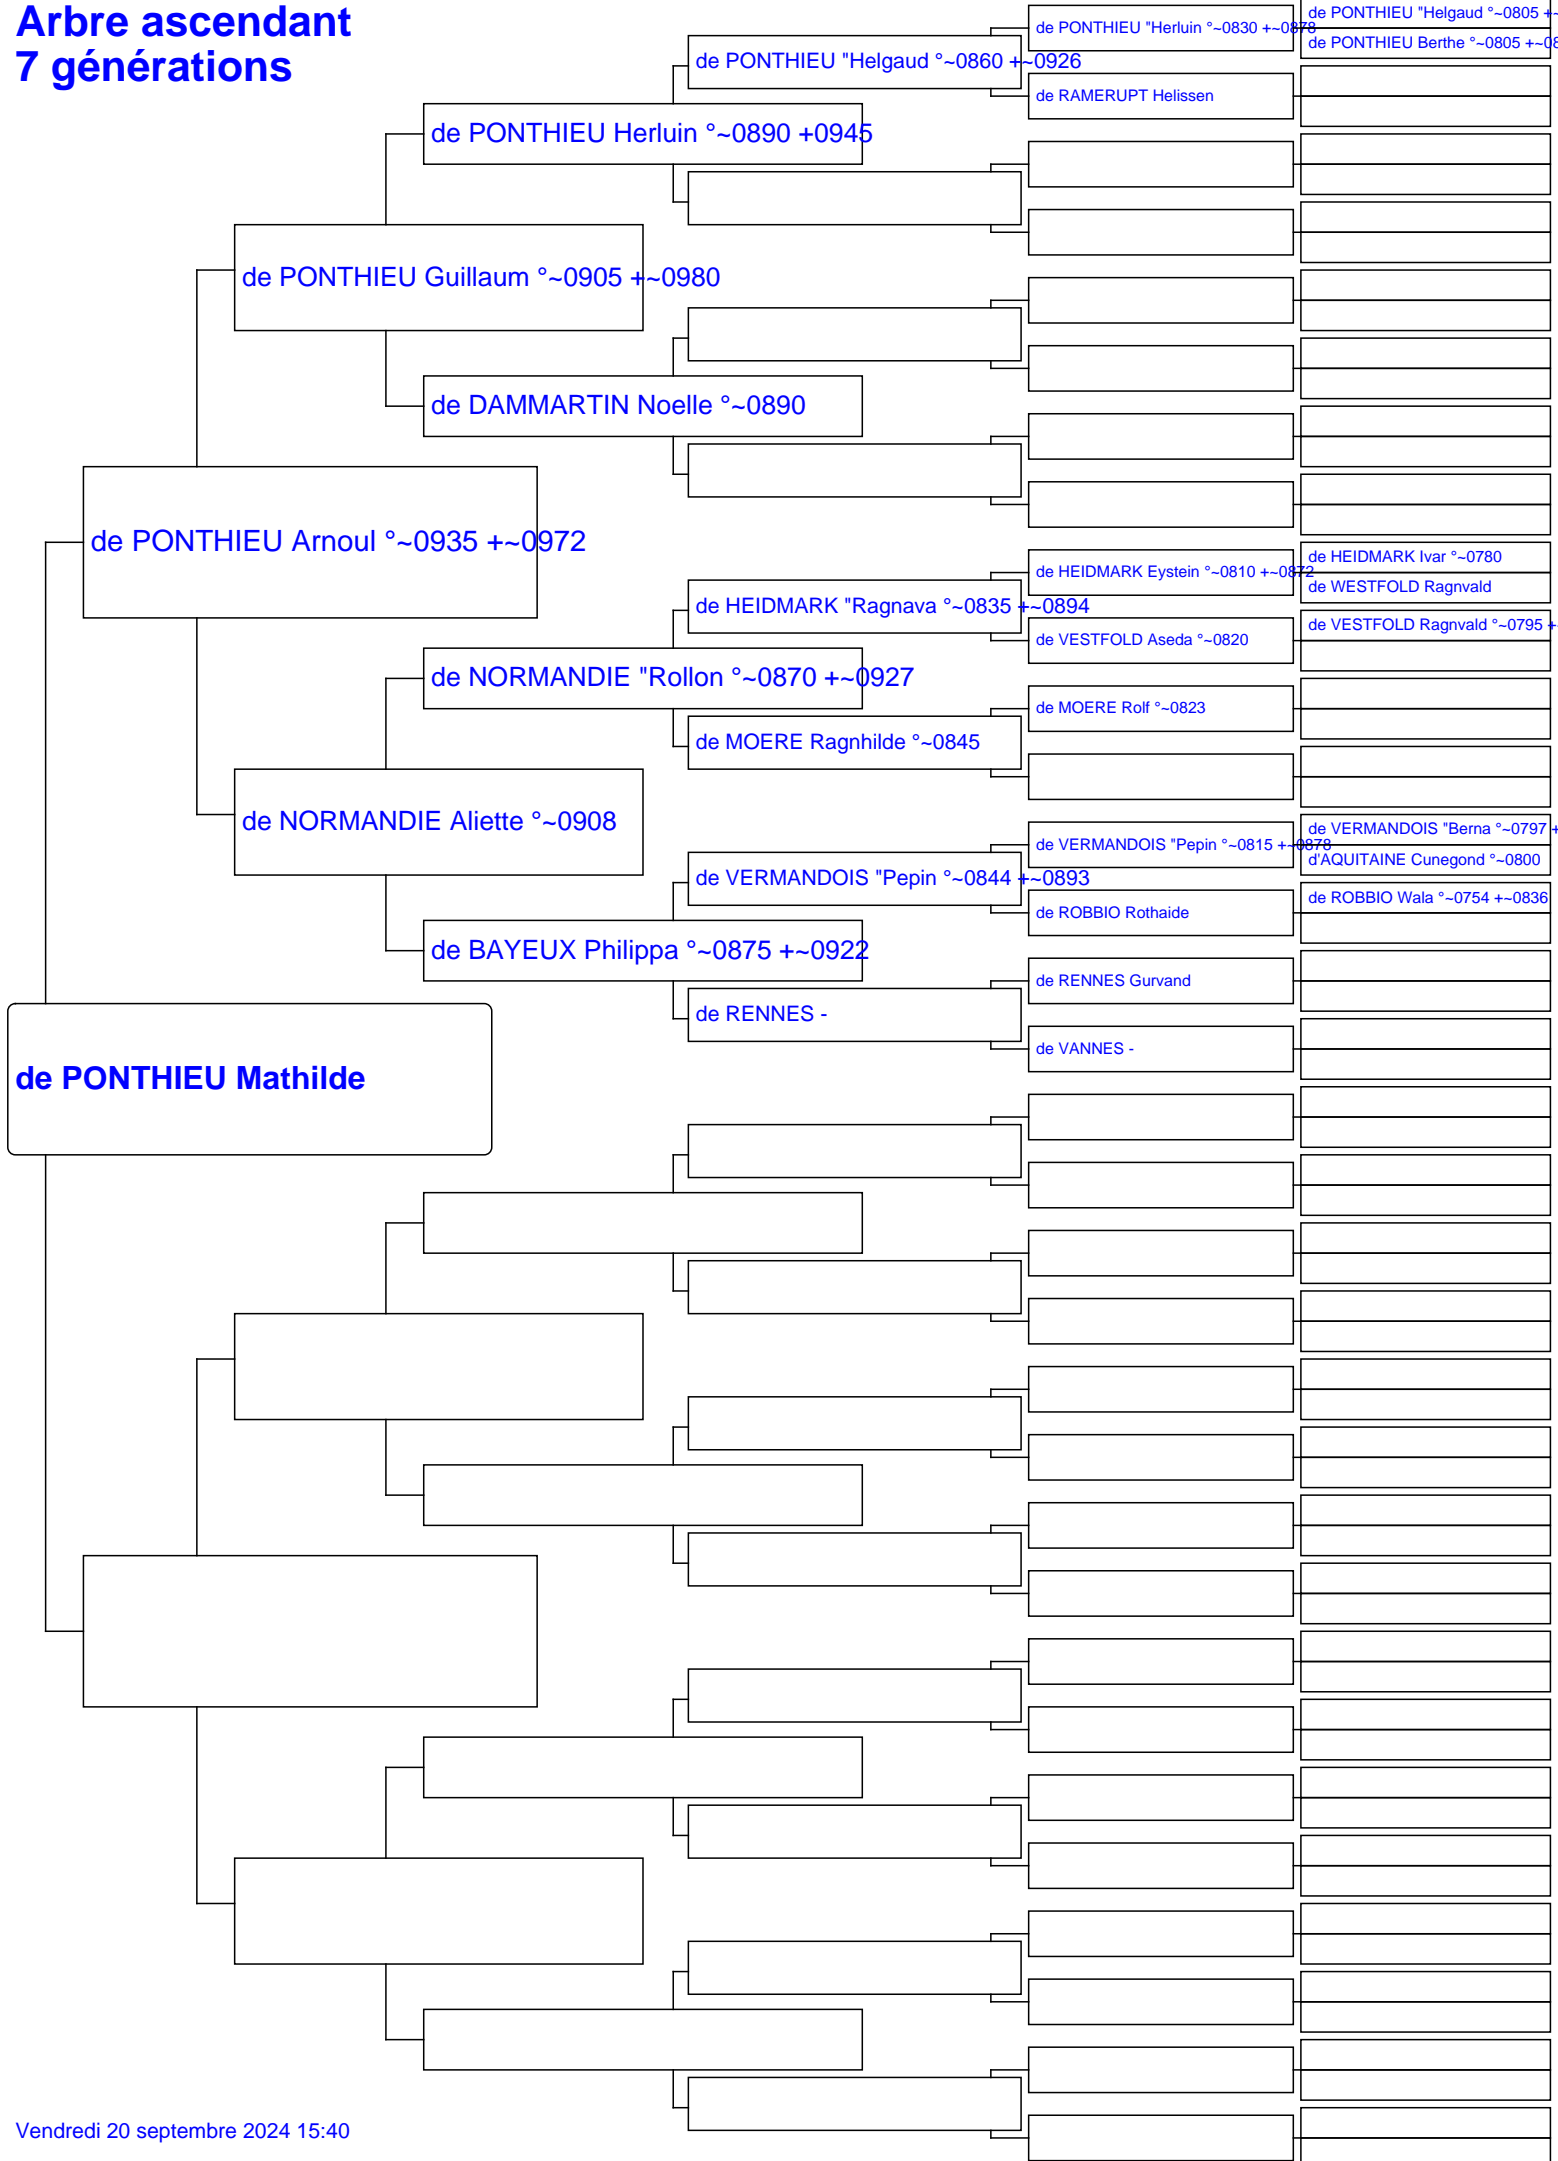 Arbre ascendant
7 générations
de PONTHIEU "Helgaud °~0805 +~
de PONTHIEU "Herluin °~0830 +~0878
de PONTHIEU Berthe °~0805 +~08
de PONTHIEU "Helgaud °~0860 +~0926
de RAMERUPT Helissen
de PONTHIEU Herluin °~0890 +0945
de PONTHIEU Guillaum °~0905 +~0980
de DAMMARTIN Noelle °~0890
de PONTHIEU Arnoul °~0935 +~0972
de HEIDMARK Ivar °~0780
de HEIDMARK Eystein °~0810 +~0872
de WESTFOLD Ragnvald
de HEIDMARK "Ragnava °~0835 +~0894
de VESTFOLD Ragnvald °~0795 +
de VESTFOLD Aseda °~0820
de NORMANDIE "Rollon °~0870 +~0927
de MOERE Rolf °~0823
de MOERE Ragnhilde °~0845
de NORMANDIE Aliette °~0908
de VERMANDOIS "Berna °~0797 +
de VERMANDOIS "Pepin °~0815 +~0878
d'AQUITAINE Cunegond °~0800
de VERMANDOIS "Pepin °~0844 +~0893
de ROBBIO Wala °~0754 +~0836
de ROBBIO Rothaide
de BAYEUX Philippa °~0875 +~0922
de RENNES Gurvand
de RENNES -
de VANNES -
de PONTHIEU Mathilde
Vendredi 20 septembre 2024 15:40